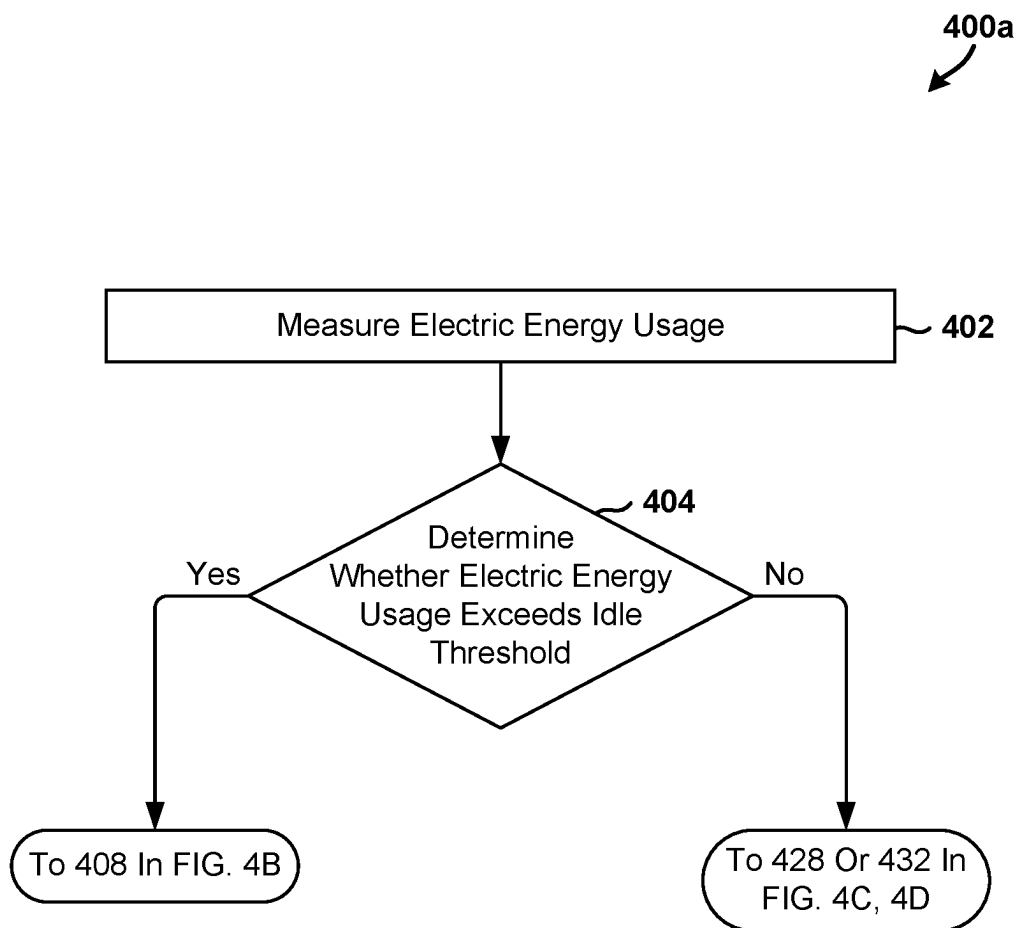 400a
Measure Electric Energy Usage
402
404
Determine
Whether Electric Energy
Usage Exceeds Idle
Threshold
Yes
No
To 408 In FIG. 4B
To 428 Or 432 In
FIG. 4C, 4D